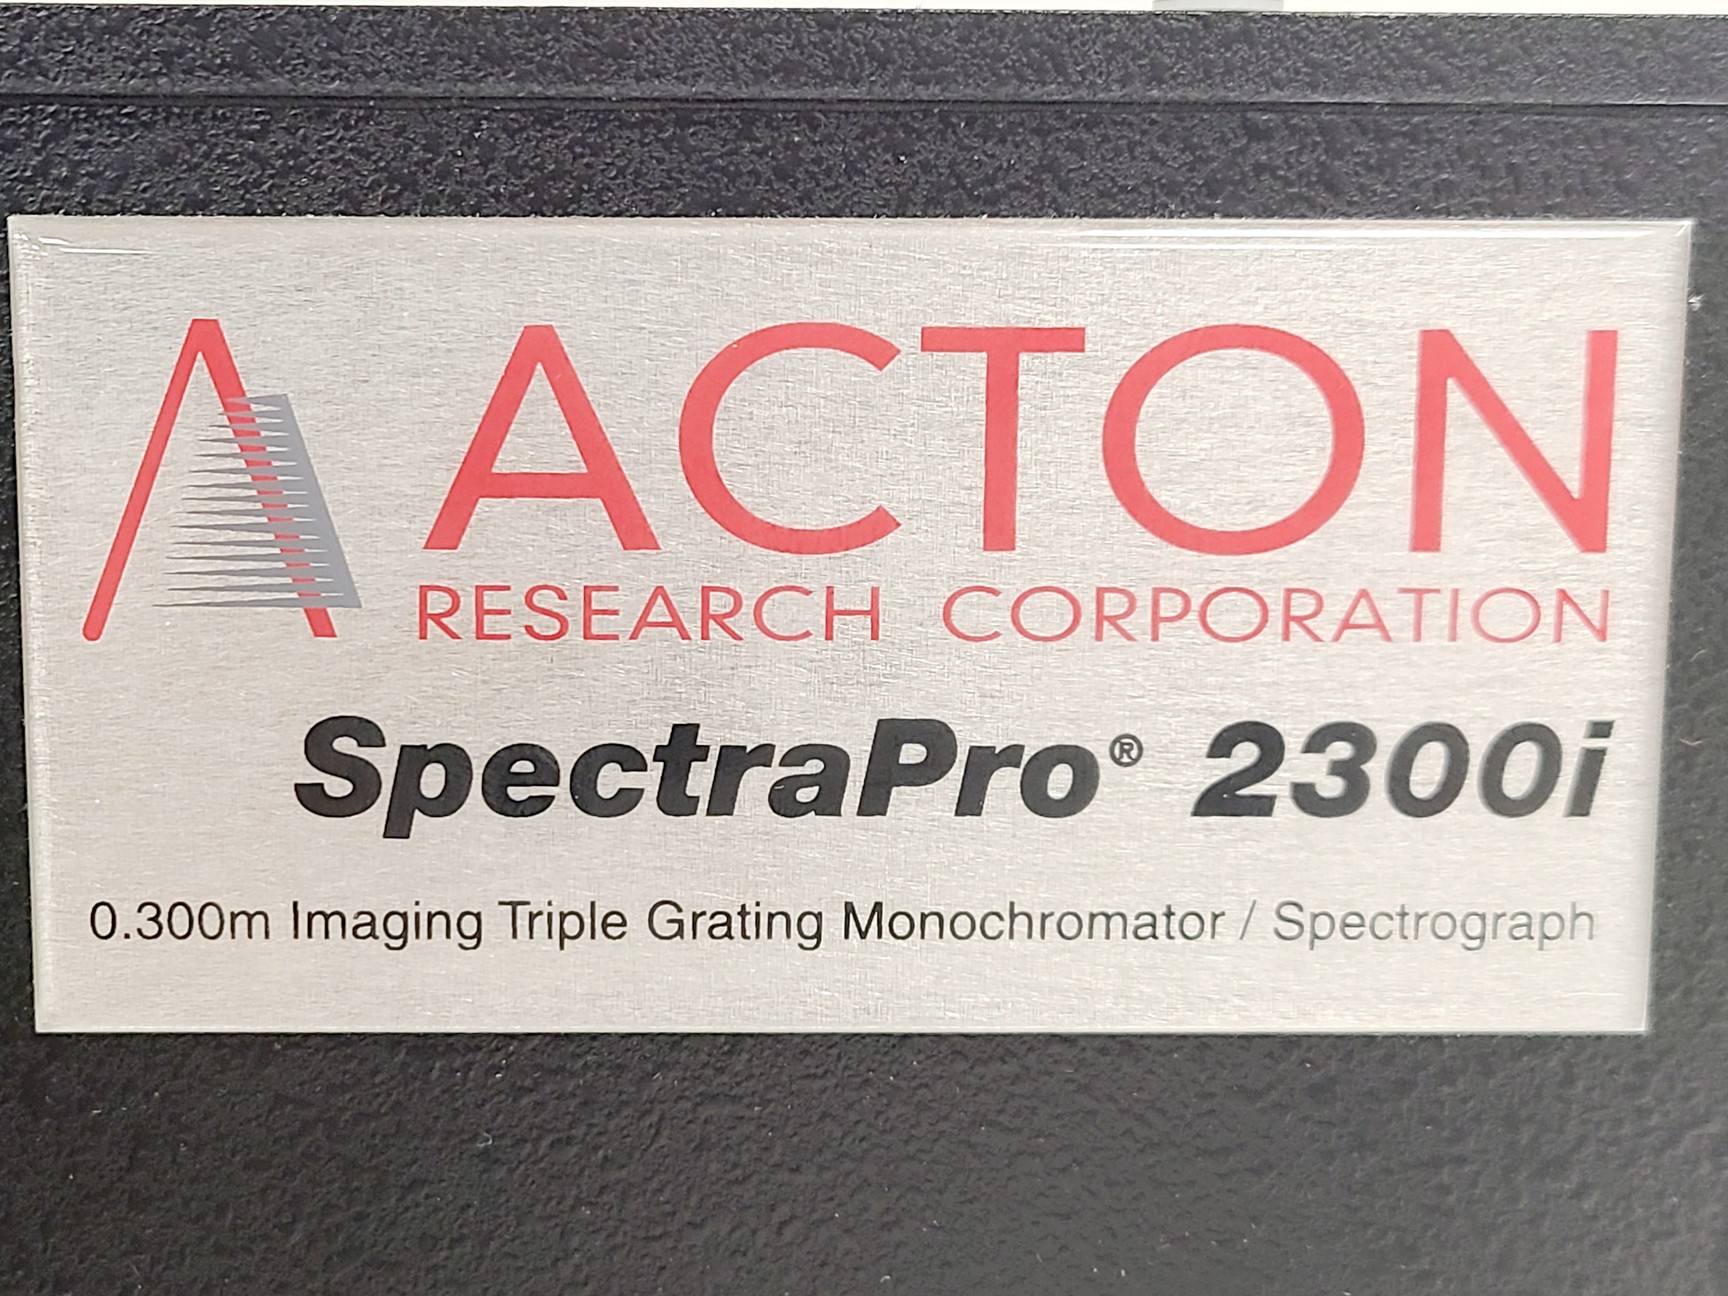 ACTON
RESEARCH CORPORATION
SpectraPro® 2300i
0.300m Imaging Triple Grating Monochromator / Spectrograph